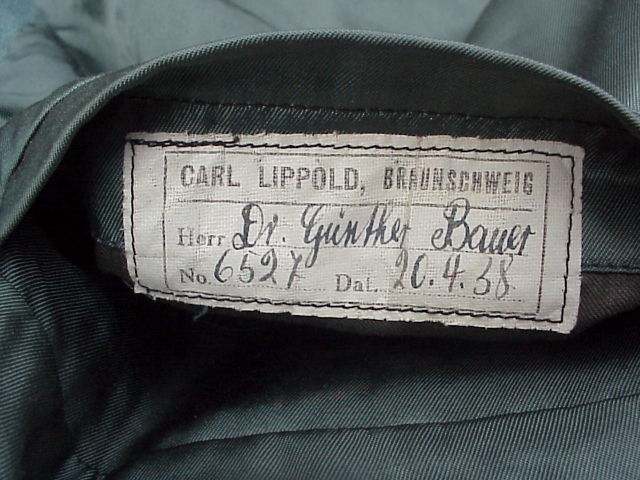 CARL LIPPOLD, BRAUNSCHWEIG
Herr Dr. Günther Bauer
No. 6527 Dat. 20.4.38